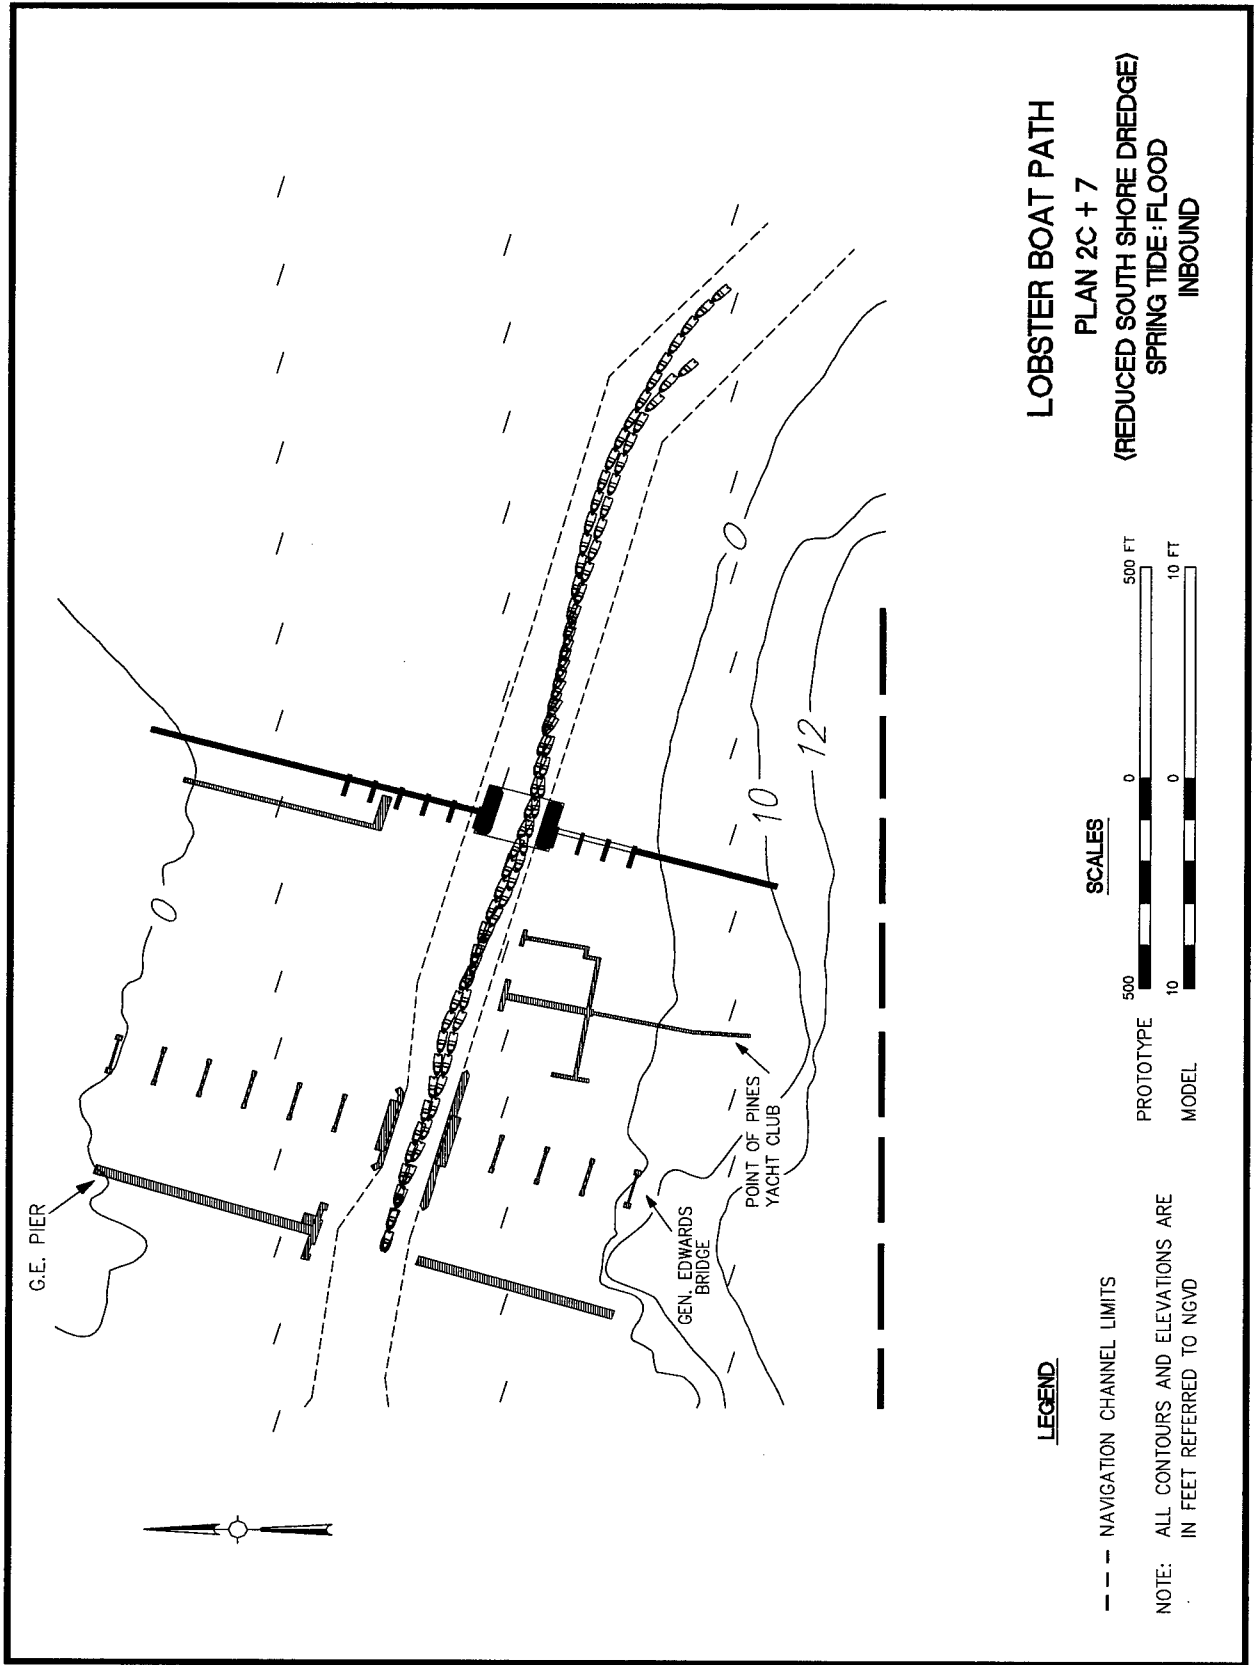 G.E. PIER
0
0
10
12
GEN. EDWARDS
BRIDGE
POINT OF PINES
YACHT CLUB
LEGEND
--- NAVIGATION CHANNEL LIMITS
NOTE: ALL CONTOURS AND ELEVATIONS ARE
IN FEET REFERRED TO NGVD
SCALES
PROTOTYPE 500 0 500 FT
MODEL 10 0 10 FT
LOBSTER BOAT PATH
PLAN 2C + 7
(REDUCED SOUTH SHORE DREDGE)
SPRING TIDE : FLOOD
INBOUND